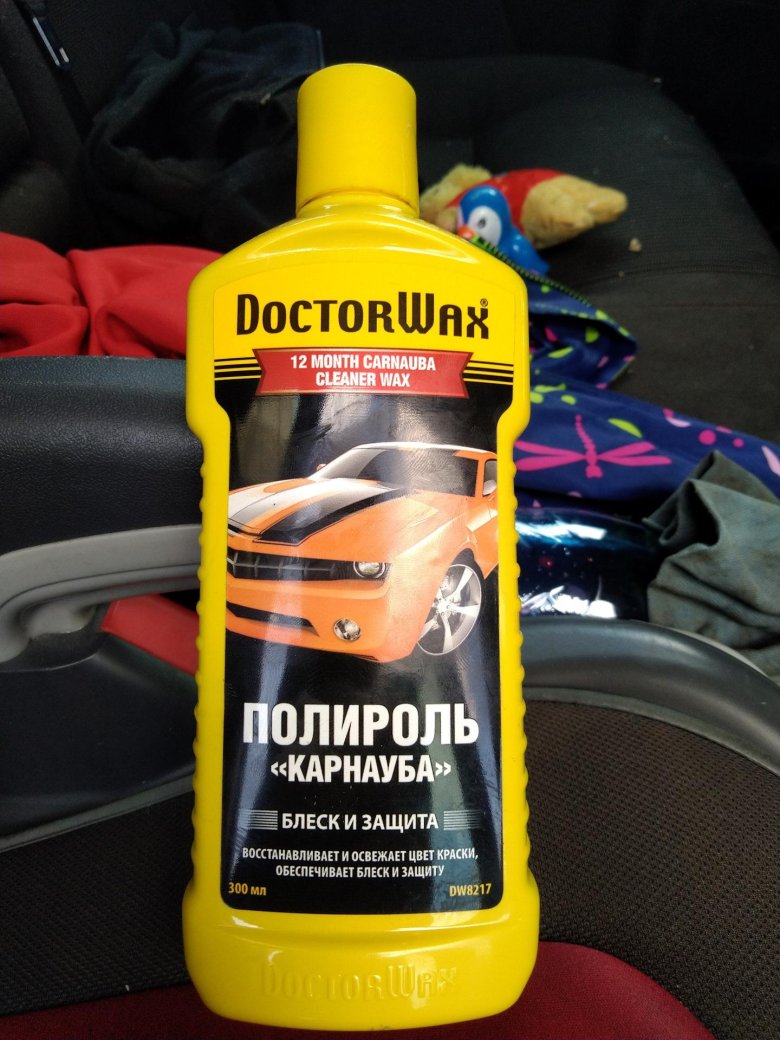 DOCTORWAX®
12 MONTH CARNAUBA
CLEANER WAX
ПОЛИРОЛЬ
«КАРНАУБА»
БЛЕСК И ЗАЩИТА
ВОССТАНАВЛИВАЕТ И ОСВЕЖАЕТ ЦВЕТ КРАСКИ,
ОБЕСПЕЧИВАЕТ БЛЕСК И ЗАЩИТУ
300 мл DW8217
DOCTORWAX